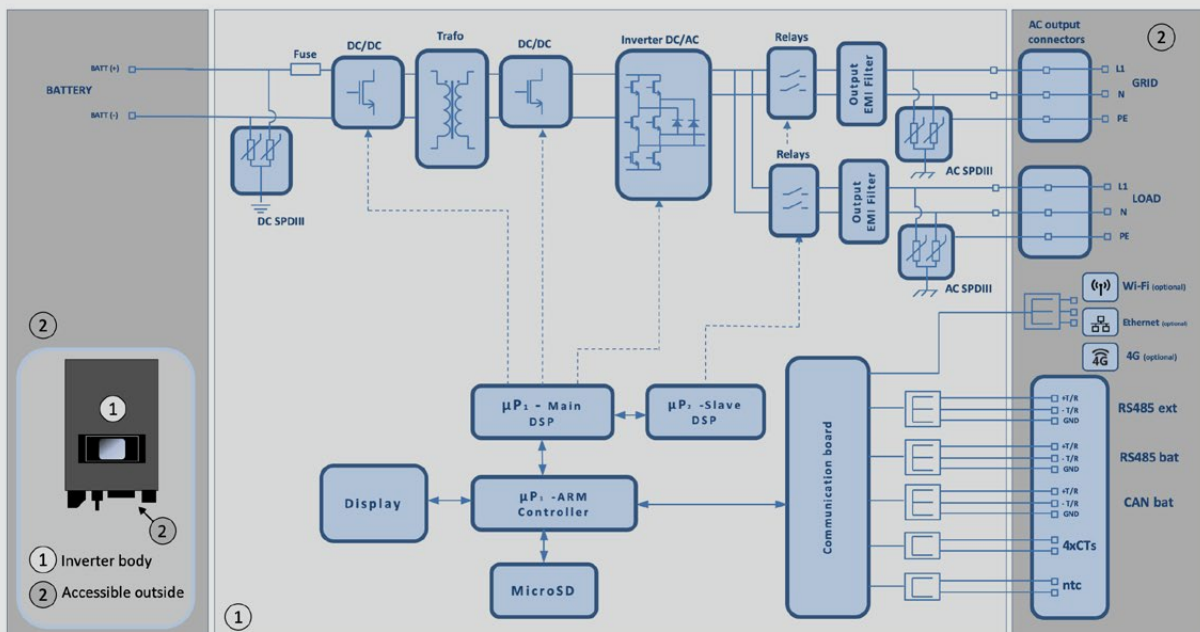 BATTERY
BATT (+)
BATT (-)
Fuse
DC/DC
Trafo
DC/DC
Inverter DC/AC
Relays
Output
EMI Filter
AC output
connectors
2
L1
GRID
N
PE
DC SPDIII
AC SPDIII
Relays
Output
EMI Filter
L1
LOAD
N
PE
AC SPDIII
Wi-Fi (optional)
Ethernet (optional)
4G
4G (optional)
2
1
2
1 Inverter body
2 Accessible outside
1
µP₁ - Main
DSP
µP₂ -Slave
DSP
Display
µP₁ -ARM
Controller
MicroSD
Communication board
+T/R
- T/R
GND
RS485 ext
+T/R
- T/R
GND
RS485 bat
+T/R
- T/R
GND
CAN bat
4xCTs
ntc